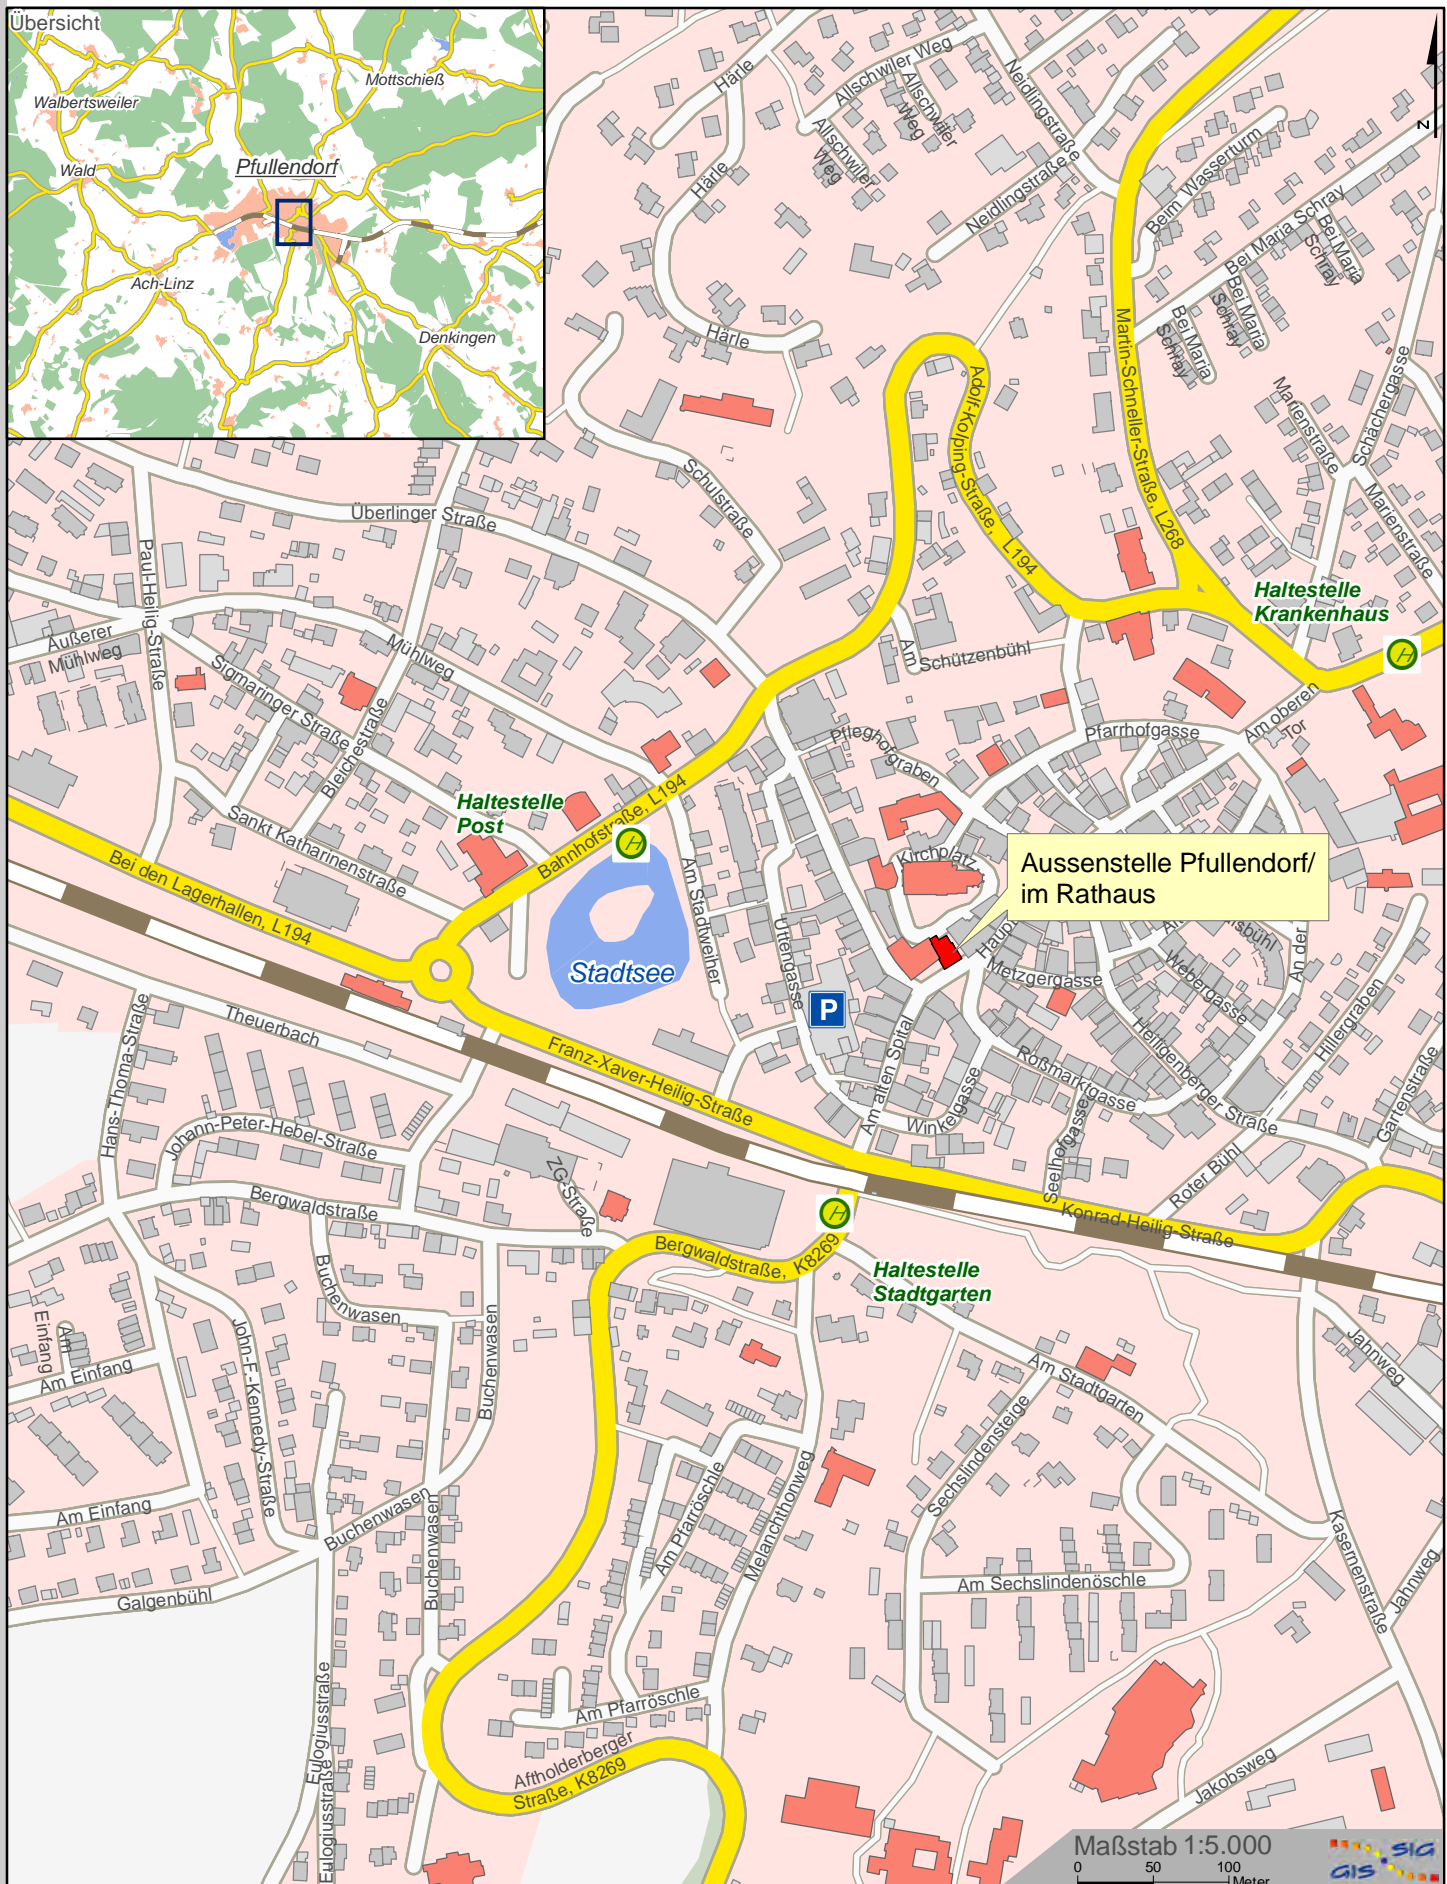 Übersicht
Mottschieß
Walbertsweiler
Wald
Pfullendorf
Ach-Linz
Denkingen
Härle
Allschwiler Weg
Allschwiler
Weg
Allschwiler
Weg
Neidlingstraße
Neidlingstraße
Härle
Härle
N
Beim Wasserturm
Bei Maria Schray
Bei Maria
Schray
Bei Maria
Schray
Bei Maria
Schray
Martin-Schneller-Straße, L268
Adolf-Kolping-Straße, L194
Marienstraße
Schächergasse
Marienstraße
Schulstraße
Überlinger Straße
Pau-Heilig-Straße
Äußerer
Mühlweg
Mühlweg
Sigmaringer Straße
Bleichestraße
Sankt Katharinenstraße
Haltestelle
Krankenhaus
H
Am
Schützenbühl
Pfarrhofgasse
Am oberen
Tor
Pfleghofgraben
Haltestelle
Post
H
Bahnhofstraße, L194
Bei den Lagerhallen, L194
Am Stadtweiher
Uttengasse
Kirchplatz
Aussenstelle Pfullendorf/
im Rathaus
Stadtsee
P
Metzgergasse
Webergasse
An der
Hillergraben
Theuerbach
Hans-Thoma-Straße
Franz-Xaver-Heilig-Straße
Am alten Spital
Winkelgasse
Roßmarktgasse
Heiligenberger Straße
Seelhofgasse
Roter Bühl
Gartenstraße
Johann-Peter-Hebel-Straße
Bergwaldstraße
ZG-Straße
Bergwaldstraße, K8269
H
Haltestelle
Stadtgarten
Konrad-Heilig-Straße
Jahnweg
Buchenwasen
Buchenwasen
Am
Einfang
Am Einfang
John-F.-Kennedy-Straße
Am Stadtgarten
Sechslindensteige
Am Einfang
Buchenwasen
Buchenwasen
Am Pfarröschle
Melanchthonweg
Am Sechslindenöschle
Kasernenstraße
Jahnweg
Galgenbühl
Eulogiusstraße
Eulogiusstraße
Am Pfarröschle
Aftholderberger
Straße, K8269
Jakobsweg
Maßstab 1:5.000
0 50 100
Meter
SIG
GIS